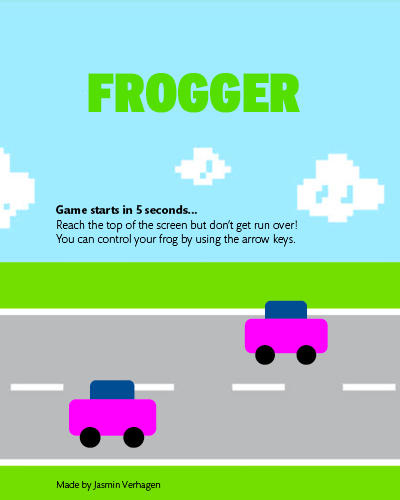 FROGGER
Game starts in 5 seconds...
Reach the top of the screen but don't get run over!
You can control your frog by using the arrow keys.
Made by Jasmin Verhagen